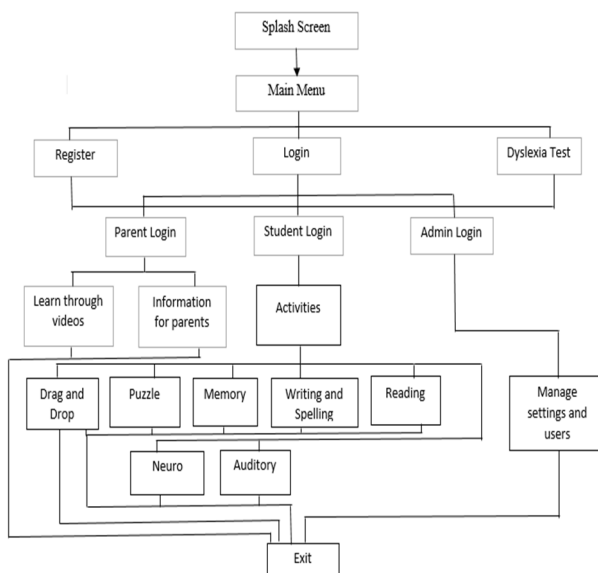 Splash Screen
Main Menu
Register
Login
Dyslexia Test
Parent Login
Student Login
Admin Login
Learn through
videos
Information
for parents
Activities
Drag and
Drop
Puzzle
Memory
Writing and
Spelling
Reading
Manage
settings and
users
Neuro
Auditory
Exit